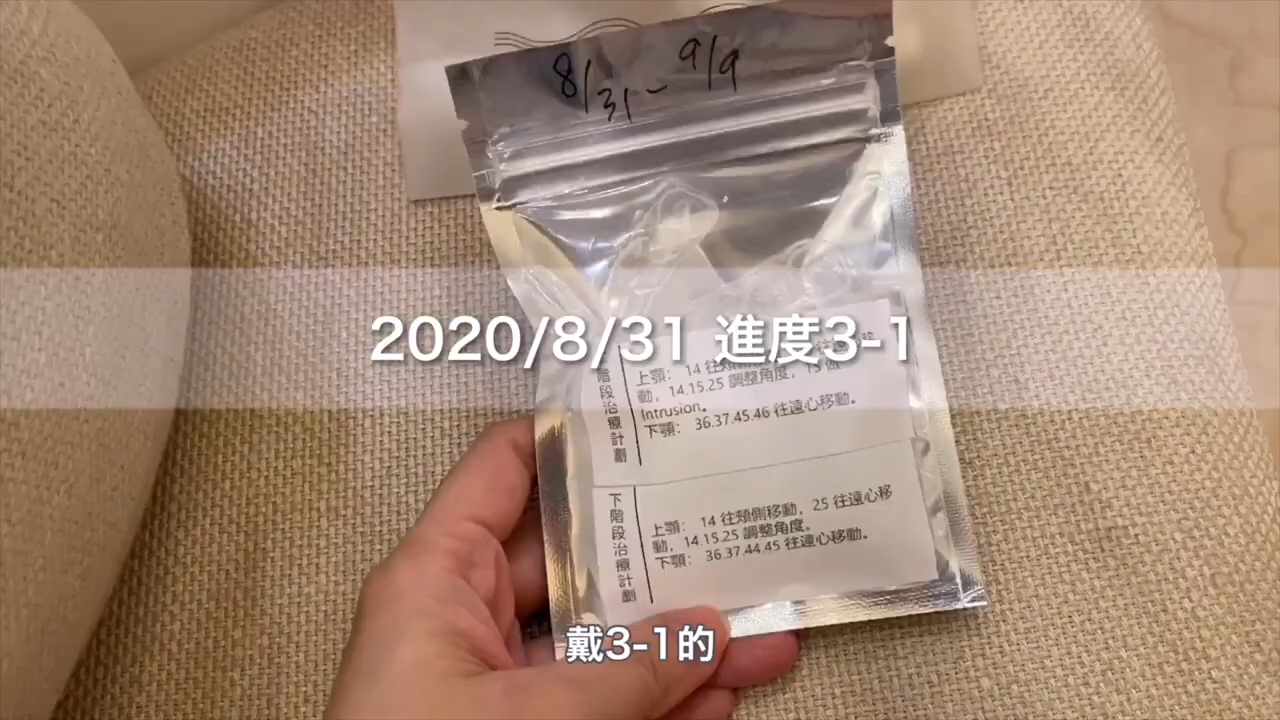 8/31 - 9/9
2020/8/31 進度3-1
階段治療計劃
上顎： 14 往頰側
動，14.15.25 調整角度，15 做
Intrusion。
下顎： 36.37.45.46 往遠心移動。
下階段治療計劃
上顎： 14 往頰側移動，25 往遠心移
動，14.15.25 調整角度。
下顎： 36.37.44.45 往遠心移動。
戴3-1的